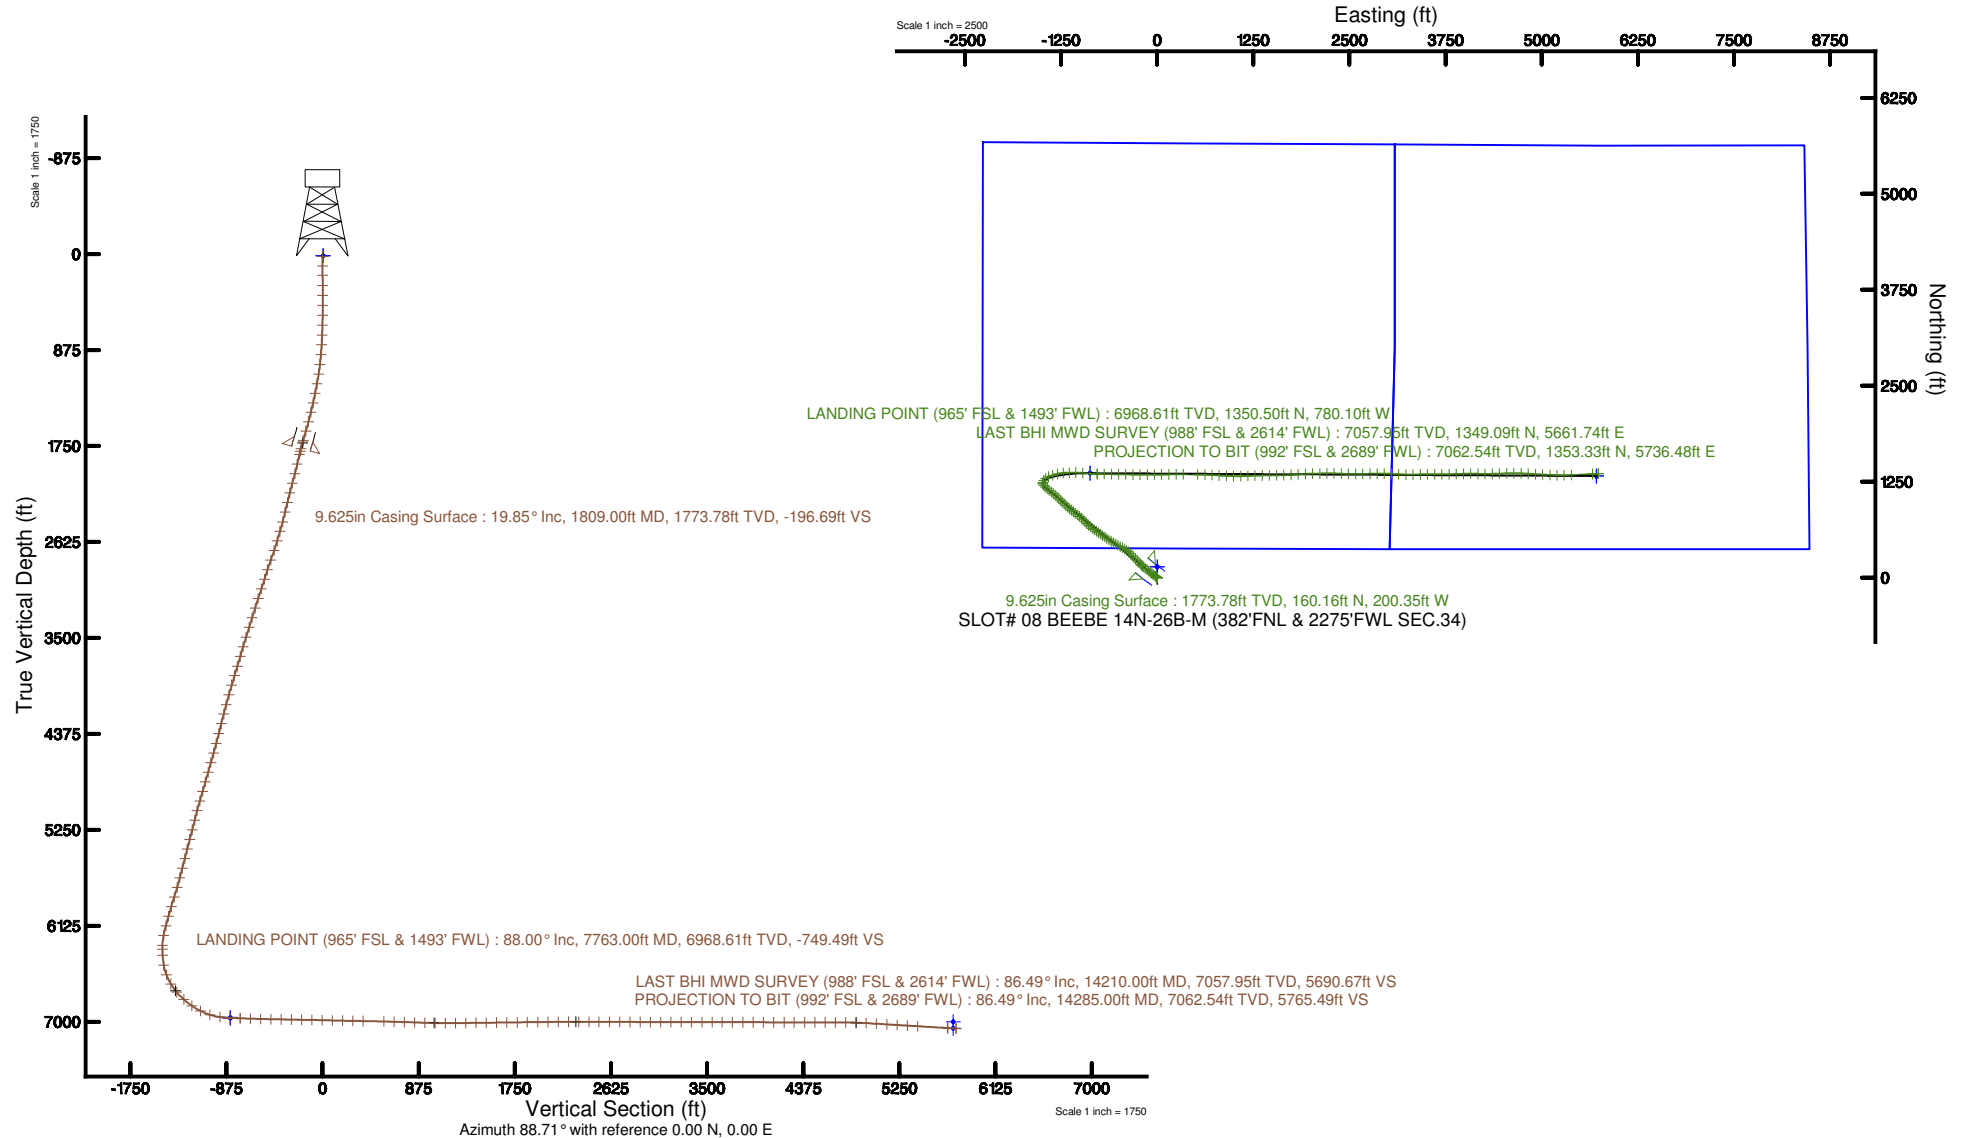 Scale 1 inch = 2500
Easting (ft)
-2500 -1250 0 1250 2500 3750 5000 6250 7500 8750
6250
5000
3750
2500
1250
0
Northing (ft)
LANDING POINT (965' FSL & 1493' FWL) : 6968.61ft TVD, 1350.50ft N, 780.10ft W
LAST BHI MWD SURVEY (988' FSL & 2614' FWL) : 7057.95ft TVD, 1349.09ft N, 5661.74ft E
PROJECTION TO BIT (992' FSL & 2689' FWL) : 7062.54ft TVD, 1353.33ft N, 5736.48ft E
9.625in Casing Surface : 1773.78ft TVD, 160.16ft N, 200.35ft W
SLOT# 08 BEEBE 14N-26B-M (382'FNL & 2275'FWL SEC.34)
Scale 1 inch = 1750
True Vertical Depth (ft)
-875
0
875
1750
2625
3500
4375
5250
6125
7000
9.625in Casing Surface : 19.85° Inc, 1809.00ft MD, 1773.78ft TVD, -196.69ft VS
LANDING POINT (965' FSL & 1493' FWL) : 88.00° Inc, 7763.00ft MD, 6968.61ft TVD, -749.49ft VS
LAST BHI MWD SURVEY (988' FSL & 2614' FWL) : 86.49° Inc, 14210.00ft MD, 7057.95ft TVD, 5690.67ft VS
PROJECTION TO BIT (992' FSL & 2689' FWL) : 86.49° Inc, 14285.00ft MD, 7062.54ft TVD, 5765.49ft VS
-1750 -875 0 875 1750 2625 3500 4375 5250 6125 7000
Vertical Section (ft)
Scale 1 inch = 1750
Azimuth 88.71° with reference 0.00 N, 0.00 E